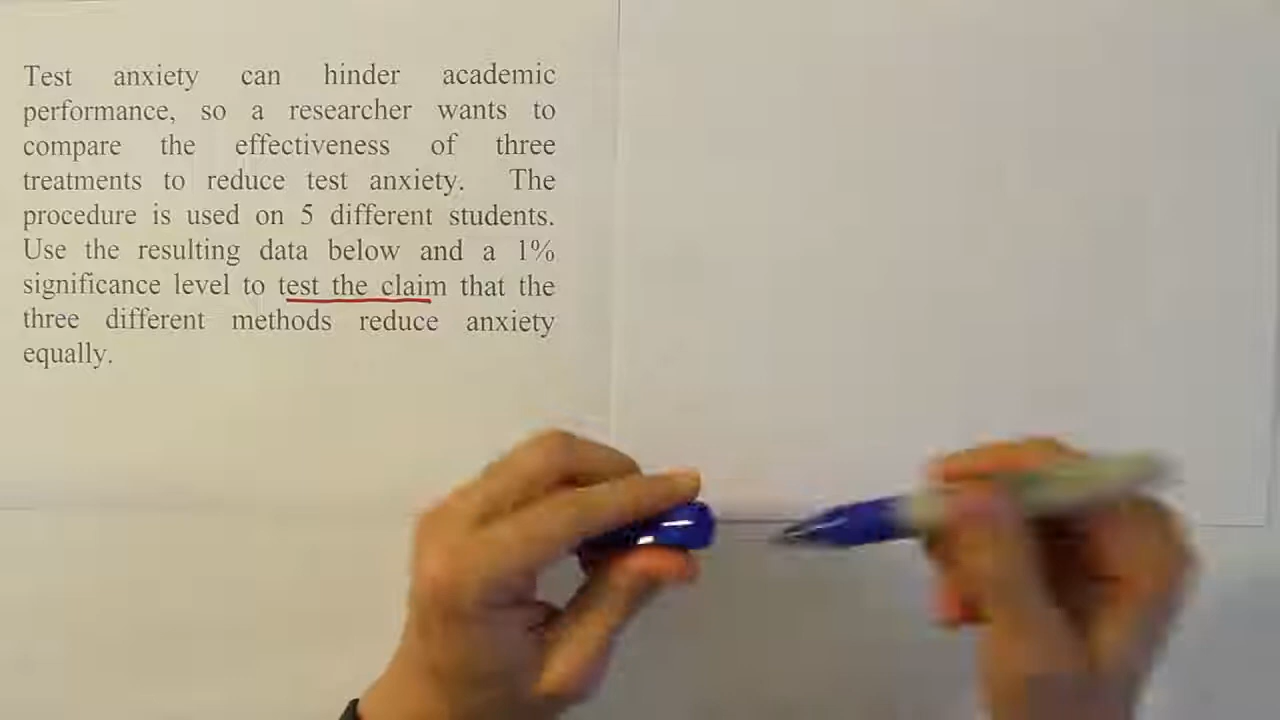 Test anxiety can hinder academic
performance, so a researcher wants to
compare the effectiveness of three
treatments to reduce test anxiety. The
procedure is used on 5 different students.
Use the resulting data below and a 1%
significance level to test the claim that the
three different methods reduce anxiety
equally.